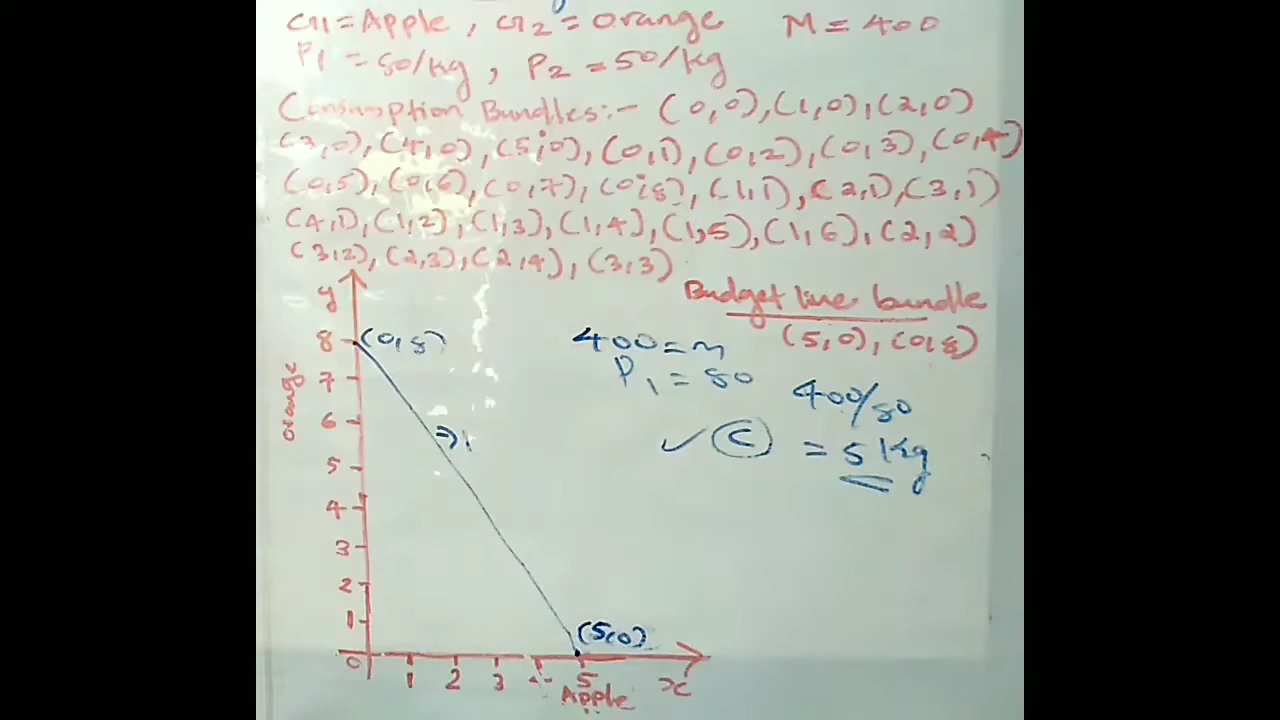 G1 = Apple, G2 = orange M = 400
P1 = 80/kg, P2 = 50/kg
Consumption Bundles:- (0,0), (1,0), (2,0)
(3,0), (4,0), (5,0), (0,1), (0,2), (0,3), (0,4)
(0,5), (0,6), (0,7), (0,8), (1,1), (2,1), (3,1)
(4,1), (1,2), (1,3), (1,4), (1,5), (1,6), (2,2)
(3,2), (2,3), (2,4), (3,3)
Budget line bundle
(5,0), (0,8)
400 = m
P1 = 80
400/80
✓ (C) = 5 Kg
y
8 (0,8)
7
6
5
4
3
2
1
0
orange
(5,0)
1 2 3 4 5 x
Apple